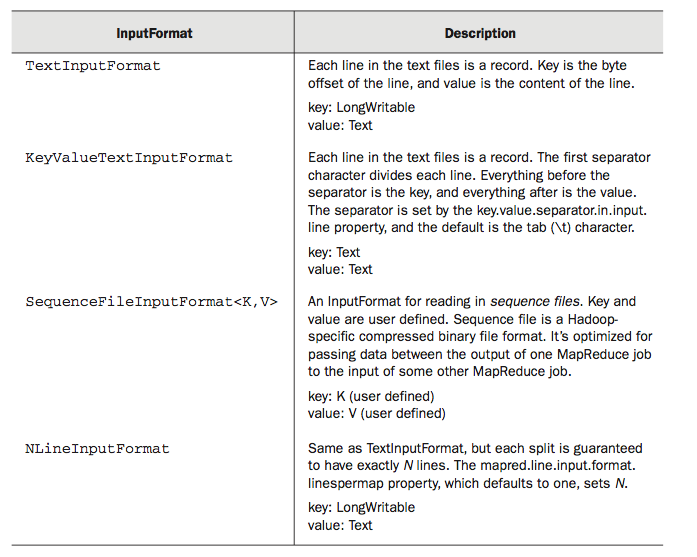 InputFormat
Description
TextInputFormat
Each line in the text files is a record. Key is the byte
offset of the line, and value is the content of the line.
key: LongWritable
value: Text
KeyValueTextInputFormat
Each line in the text files is a record. The first separator
character divides each line. Everything before the
separator is the key, and everything after is the value.
The separator is set by the key.value.separator.in.input.
line property, and the default is the tab (\t) character.
key: Text
value: Text
SequenceFileInputFormat<K,V>
An InputFormat for reading in sequence files. Key and
value are user defined. Sequence file is a Hadoop-
specific compressed binary file format. It’s optimized for
passing data between the output of one MapReduce job
to the input of some other MapReduce job.
key: K (user defined)
value: V (user defined)
NLineInputFormat
Same as TextInputFormat, but each split is guaranteed
to have exactly N lines. The mapred.line.input.format.
linespermap property, which defaults to one, sets N.
key: LongWritable
value: Text